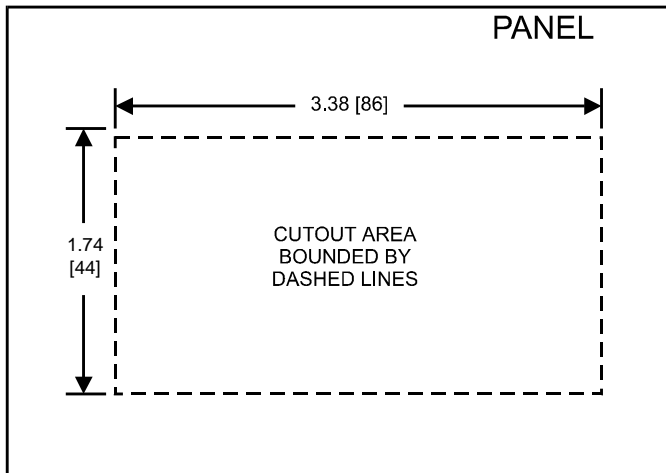 PANEL
3.38 [86]
1.74
[44]
CUTOUT AREA
BOUNDED BY
DASHED LINES